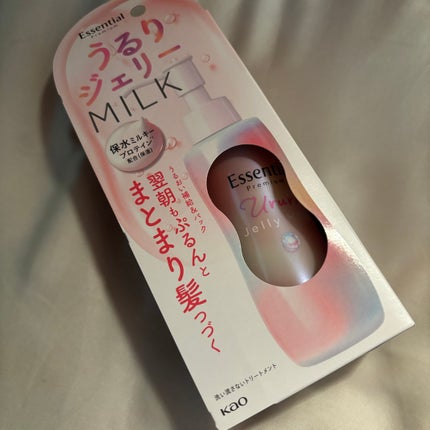 Essential
Premium
うるり
ジェリー
MILK
保水ミルキー
プロテイン
配合(保湿)
うるおい補給&パック
翌朝もぷるんと
まとまり髪つづく
Essential
Premium
Urur
Jelly
洗い流さないトリートメント
Kao